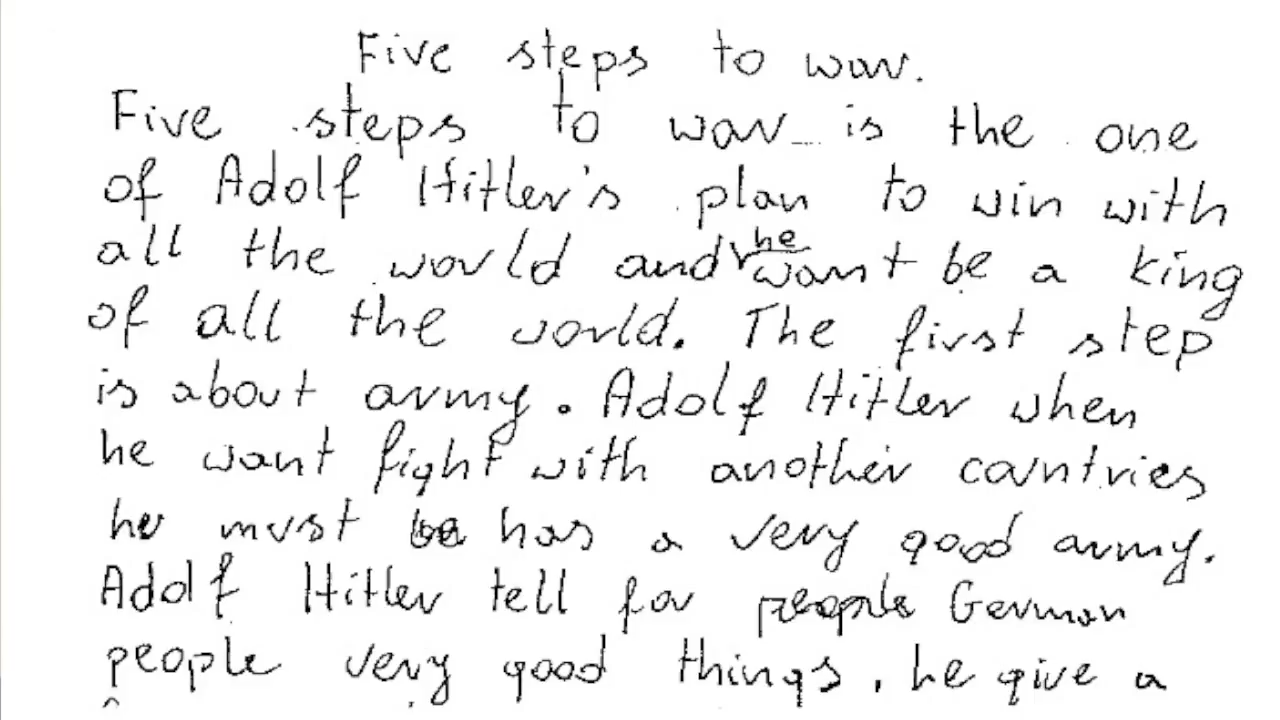 Five steps to war.
Five steps to war is the one
of Adolf Hitler's plan to win with
all the world and he want be a king
of all the world. The first step
is about army. Adolf Hitler when
he want fight with another countries
he must be has a very good army.
Adolf Hitler tell for people German
people very good things, he give a